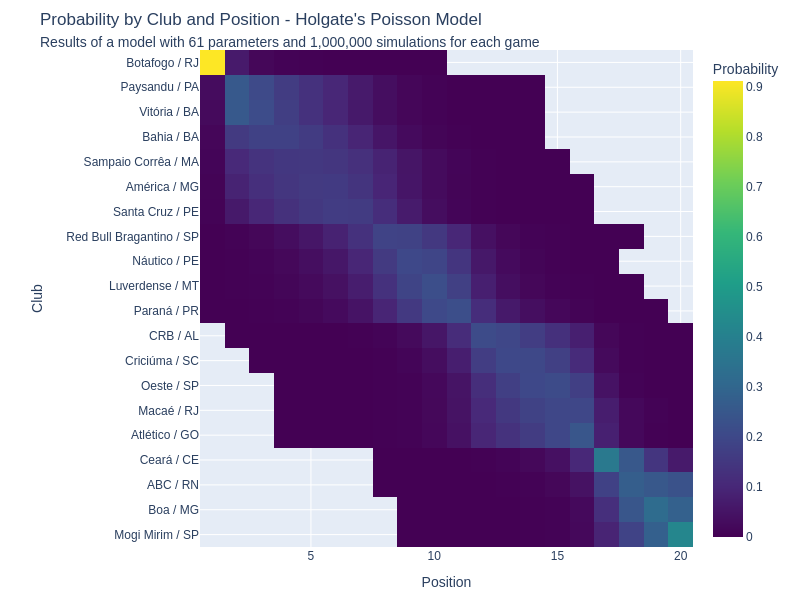 Probability by Club and Position - Holgate's Poisson Model
Results of a model with 61 parameters and 1,000,000 simulations for each game
Probability
Botafogo / RJ
Paysandu / PA
Vitória / BA
Bahia / BA
Sampaio Corrêa / MA
América / MG
Santa Cruz / PE
Red Bull Bragantino / SP
Náutico / PE
Luverdense / MT
Paraná / PR
CRB / AL
Criciúma / SC
Oeste / SP
Macaé / RJ
Atlético / GO
Ceará / CE
ABC / RN
Boa / MG
Mogi Mirim / SP
Club
5
10
15
20
Position
0.9
0.8
0.7
0.6
0.5
0.4
0.3
0.2
0.1
0